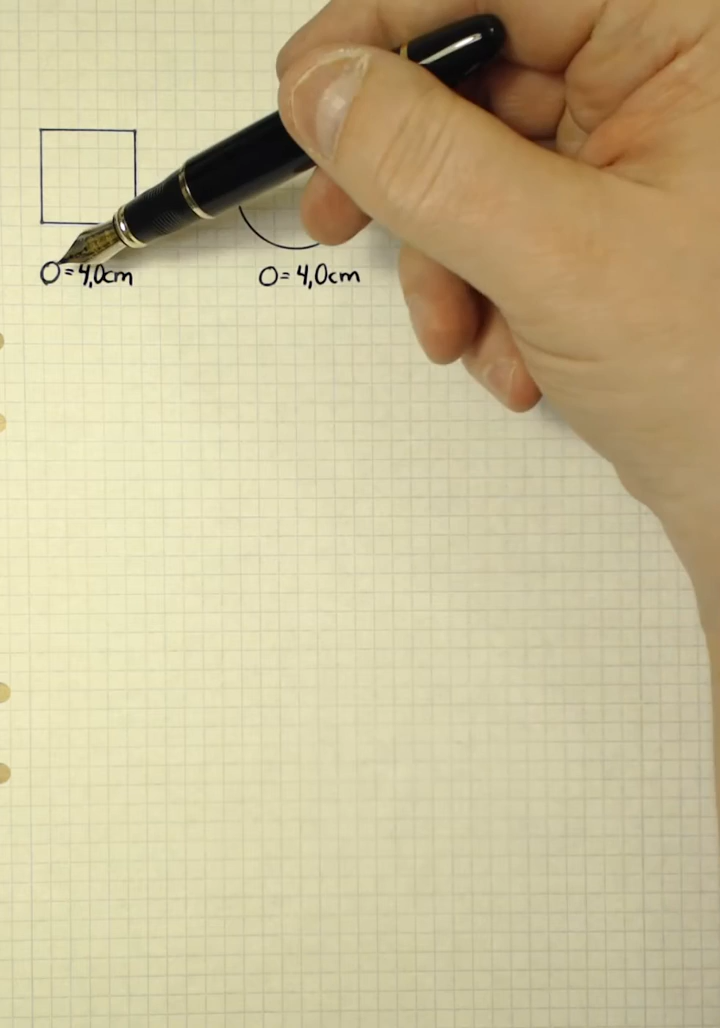 O = 4,0cm
O = 4,0cm